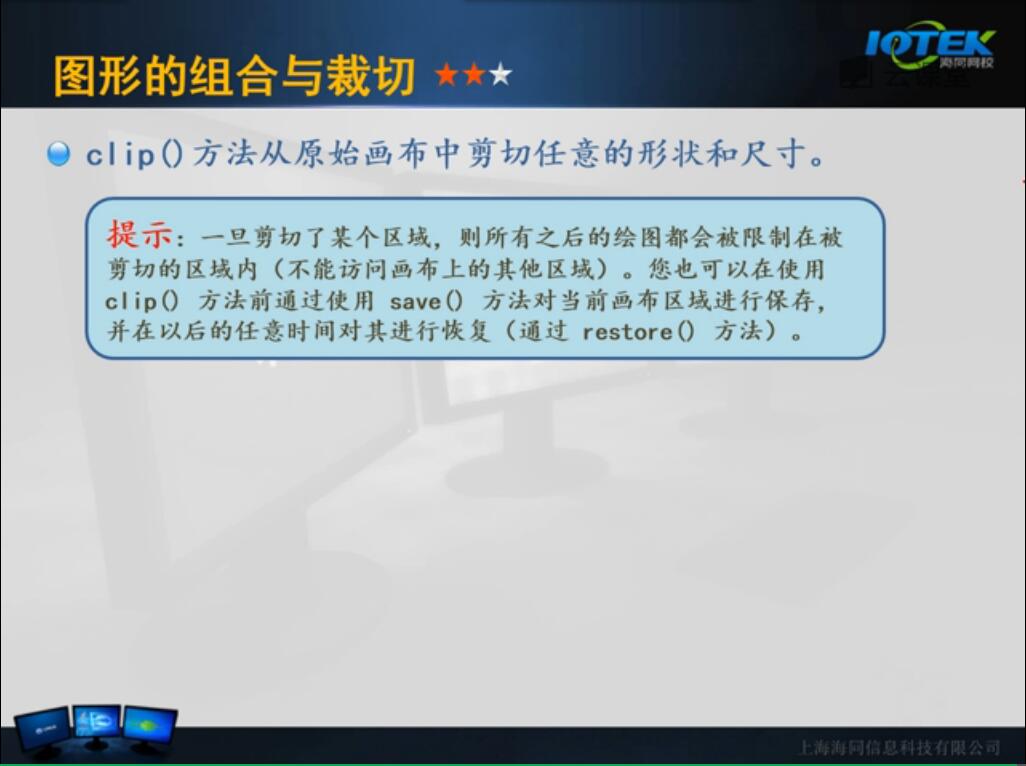 图形的组合与裁切
IOTEK
海同网校
云课堂
clip()方法从原始画布中剪切任意的形状和尺寸。
提示：一旦剪切了某个区域，则所有之后的绘图都会被限制在被
剪切的区域内（不能访问画布上的其他区域）。您也可以在使用
clip() 方法前通过使用 save() 方法对当前画布区域进行保存，
并在以后的任意时间对其进行恢复（通过 restore() 方法）。
上海海同信息科技有限公司